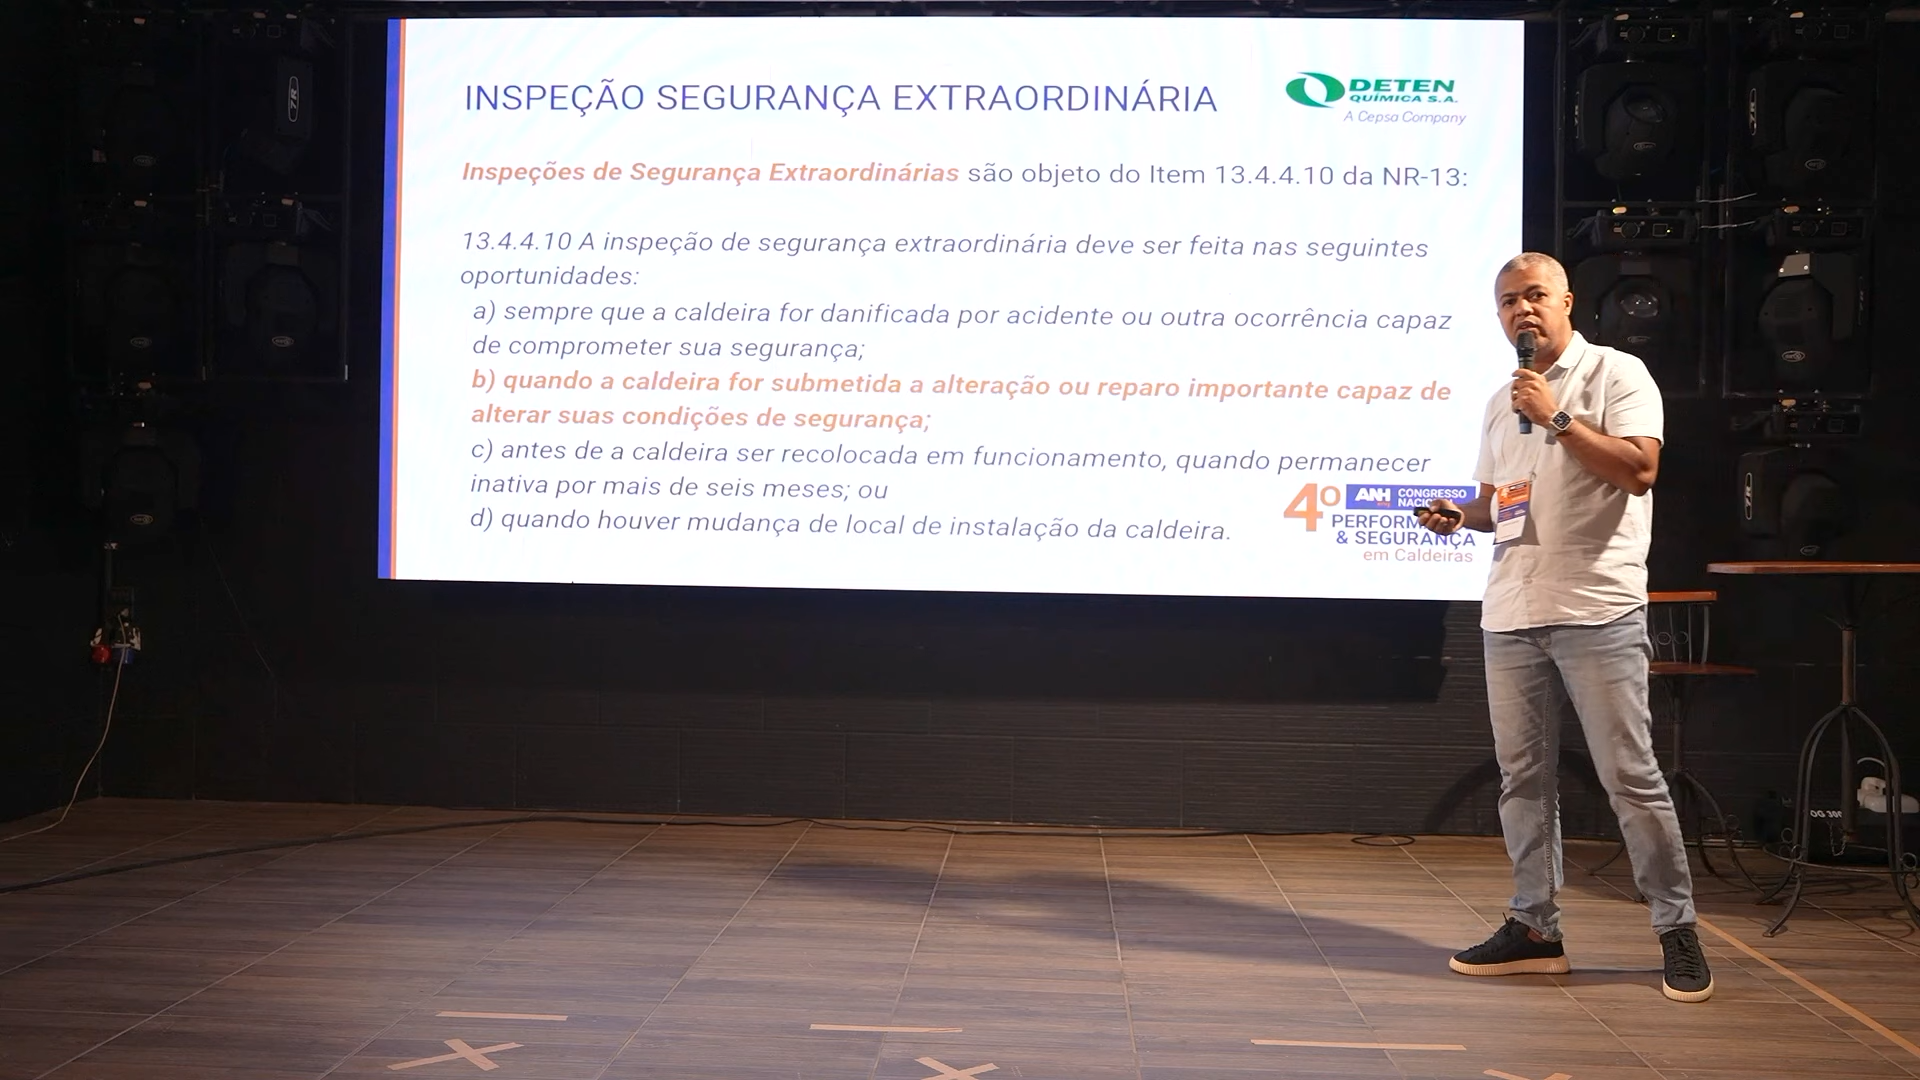 INSPEÇÃO SEGURANÇA EXTRAORDINÁRIA
DETEN
QUÍMICA S.A.
A Cepsa Company
Inspeções de Segurança Extraordinárias são objeto do Item 13.4.4.10 da NR-13:
13.4.4.10 A inspeção de segurança extraordinária deve ser feita nas seguintes
oportunidades:
a) sempre que a caldeira for danificada por acidente ou outra ocorrência capaz
de comprometer sua segurança;
b) quando a caldeira for submetida a alteração ou reparo importante capaz de
alterar suas condições de segurança;
c) antes de a caldeira ser recolocada em funcionamento, quando permanecer
inativa por mais de seis meses; ou
d) quando houver mudança de local de instalação da caldeira.
4º
ANH
CONGRESSO
& SEGURANÇA
em Caldeiras
7R
7R
OG 300